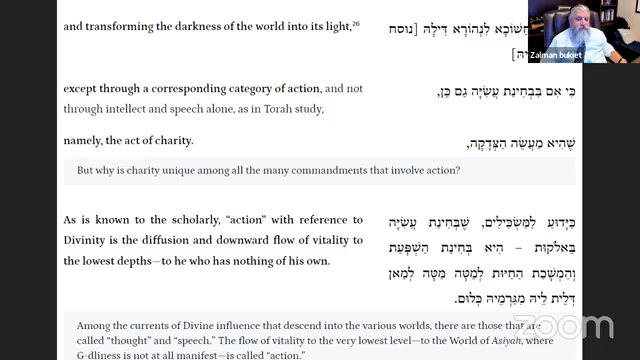 and transforming the darkness of the world into its light,26
חֲשׁוֹכָא לִנְהוֹרָא דִּילָהּ [נוסח
Zalman bukiet
except through a corresponding category of action, and not
through intellect and speech alone, as in Torah study,
כִּי אִם בִּבְחִינַת עֲשִׂיָּה גַּם כֵּן,
namely, the act of charity.
שֶׁהִיא מַעֲשֵׂה הַצְּדָקָה,
But why is charity unique among all the many commandments that involve action?
As is known to the scholarly, “action” with reference to
Divinity is the diffusion and downward flow of vitality to
the lowest depths—to he who has nothing of his own.
כַּיָּדוּעַ לַמַּשְׂכִּילִים, שֶׁבְּחִינַת עֲשִׂיָּה
בֶּאֱלֹקוּת – הִיא בְּחִינַת הַשְׁפָּעַת
וְהַמְשָׁכַת הַחַיּוּת לְמַטָּה מַטָּה לְמַאן
דְּלֵית לֵיהּ מִגַּרְמֵיהּ כְּלוּם.
zoom
Among the currents of Divine influence that descend into the various worlds, there are those that are
called “thought” and “speech.” The flow of vitality to the very lowest level—to the World of Asiyah, where
G-dliness is not at all manifest—is called “action.”